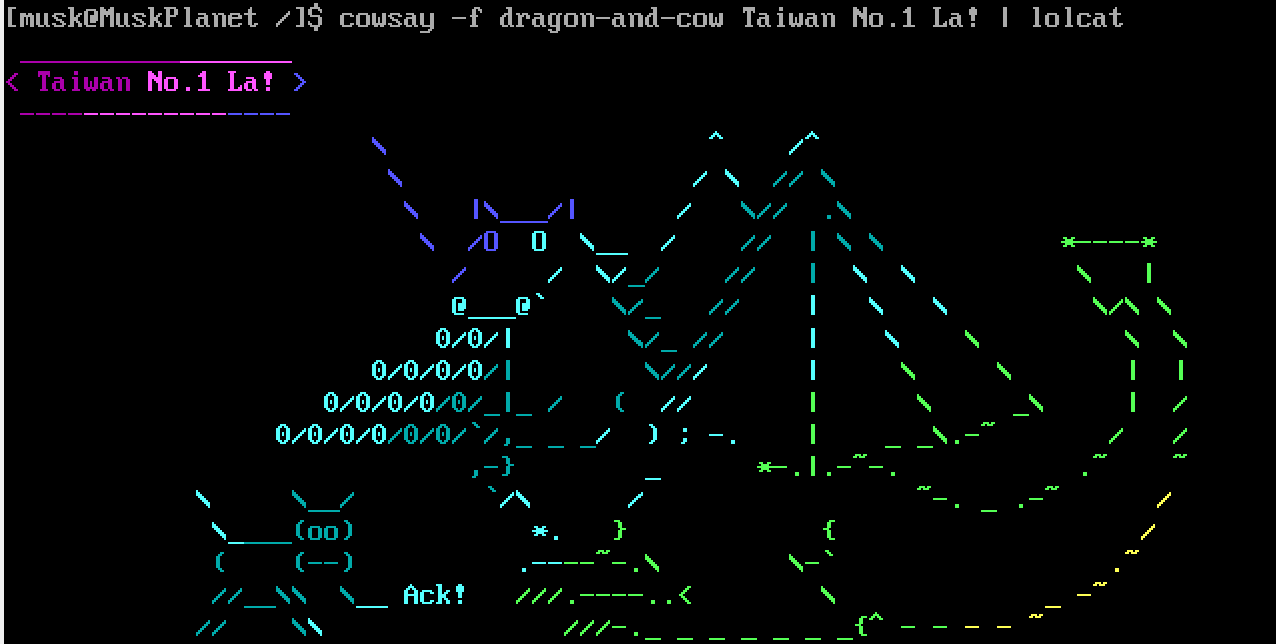 [musk@MuskPlanet /]$ cowsay -f dragon-and-cow Taiwan No.1 La! | lolcat
< Taiwan No.1 La! >
Ack!